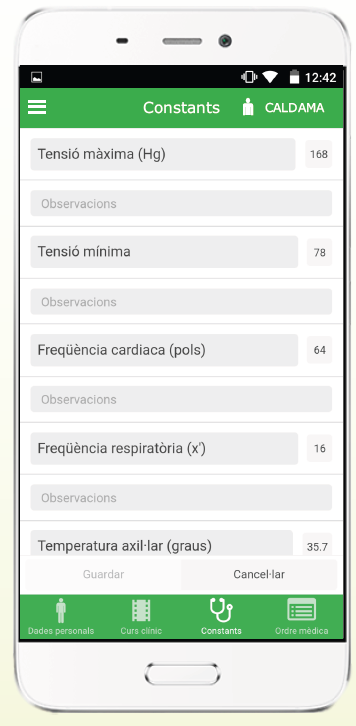 12:42
Constants CALDAMA
Tensió màxima (Hg) 168
Observacions
Tensió mínima 78
Observacions
Freqüència cardiaca (pols) 64
Observacions
Freqüència respiratòria (x') 16
Observacions
Temperatura axil·lar (graus) 35.7
Guardar Cancel·lar
Dades personals Curs clínic Constants Ordre mèdica